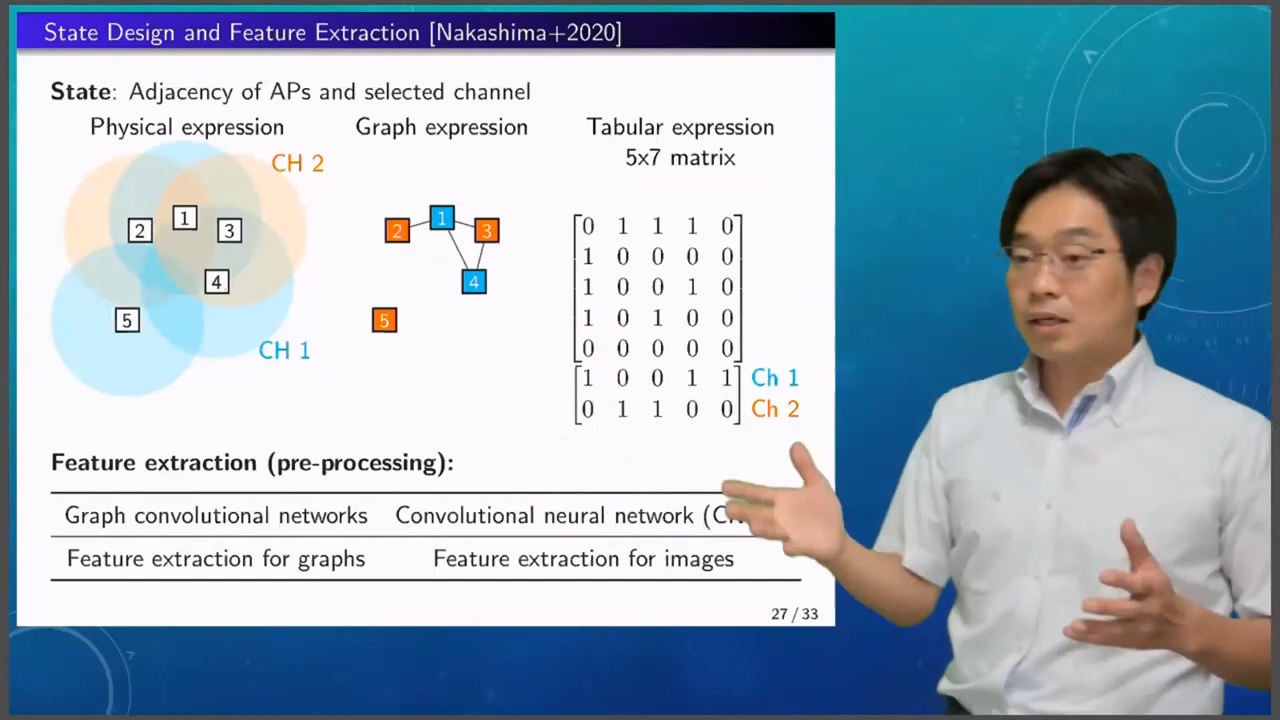 State Design and Feature Extraction [Nakashima+2020]
State: Adjacency of APs and selected channel
Physical expression
Graph expression
Tabular expression
5x7 matrix
CH 2
1
2
3
4
5
CH 1
1
2
3
4
5
0 1 1 1 0
1 0 0 0 0
1 0 0 1 0
1 0 1 0 0
0 0 0 0 0
1 0 0 1 1 Ch 1
0 1 1 0 0 Ch 2
Feature extraction (pre-processing):
Graph convolutional networks Convolutional neural network
Feature extraction for graphs Feature extraction for images
27 / 33